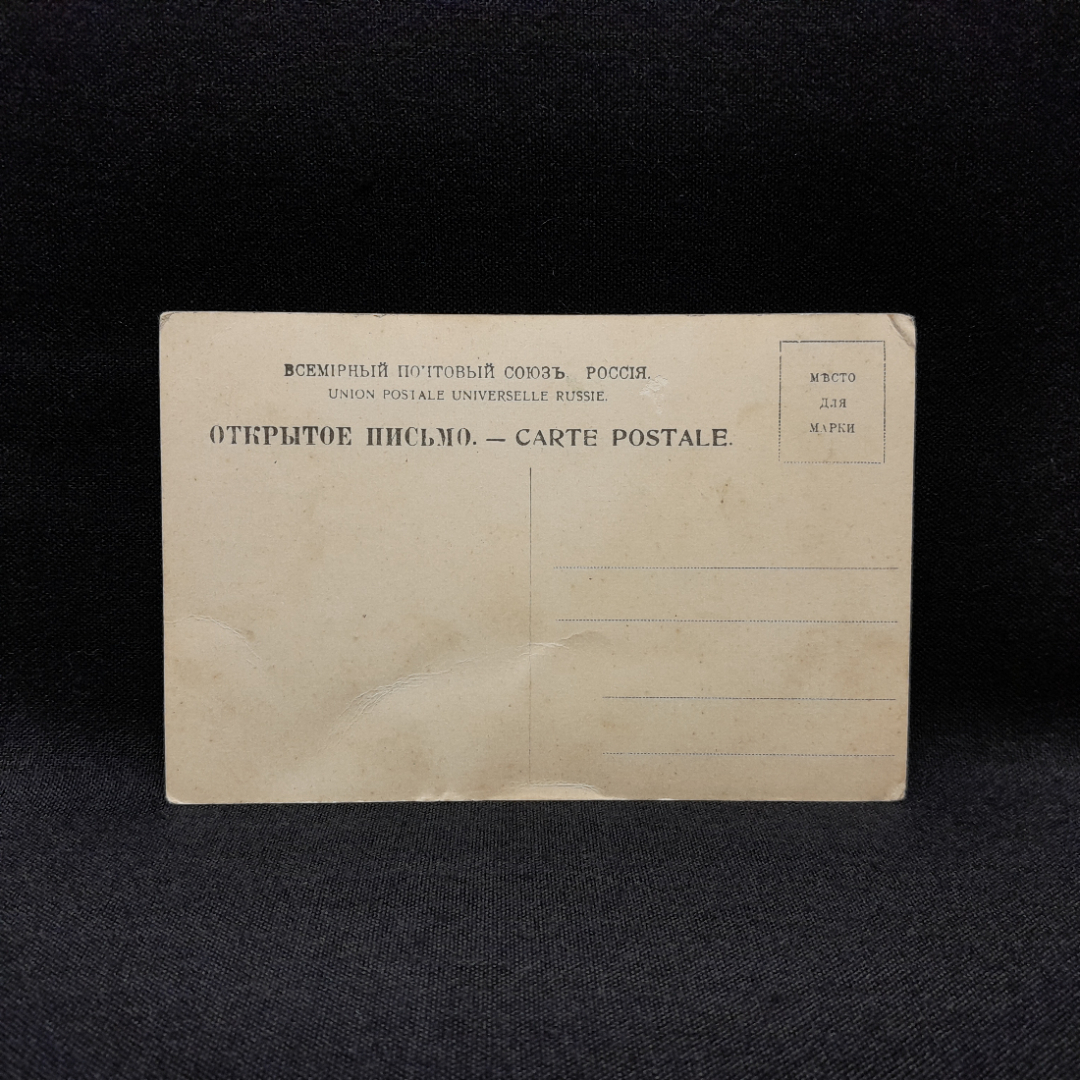 ВСЕМІРНЫЙ ПОЧТОВЫЙ СОЮЗЪ. РОССІЯ.
UNION POSTALE UNIVERSELLE RUSSIE.
ОТКРЫТОЕ ПИСЬМО. — CARTE POSTALE.
МѢСТО
ДЛЯ
МАРКИ